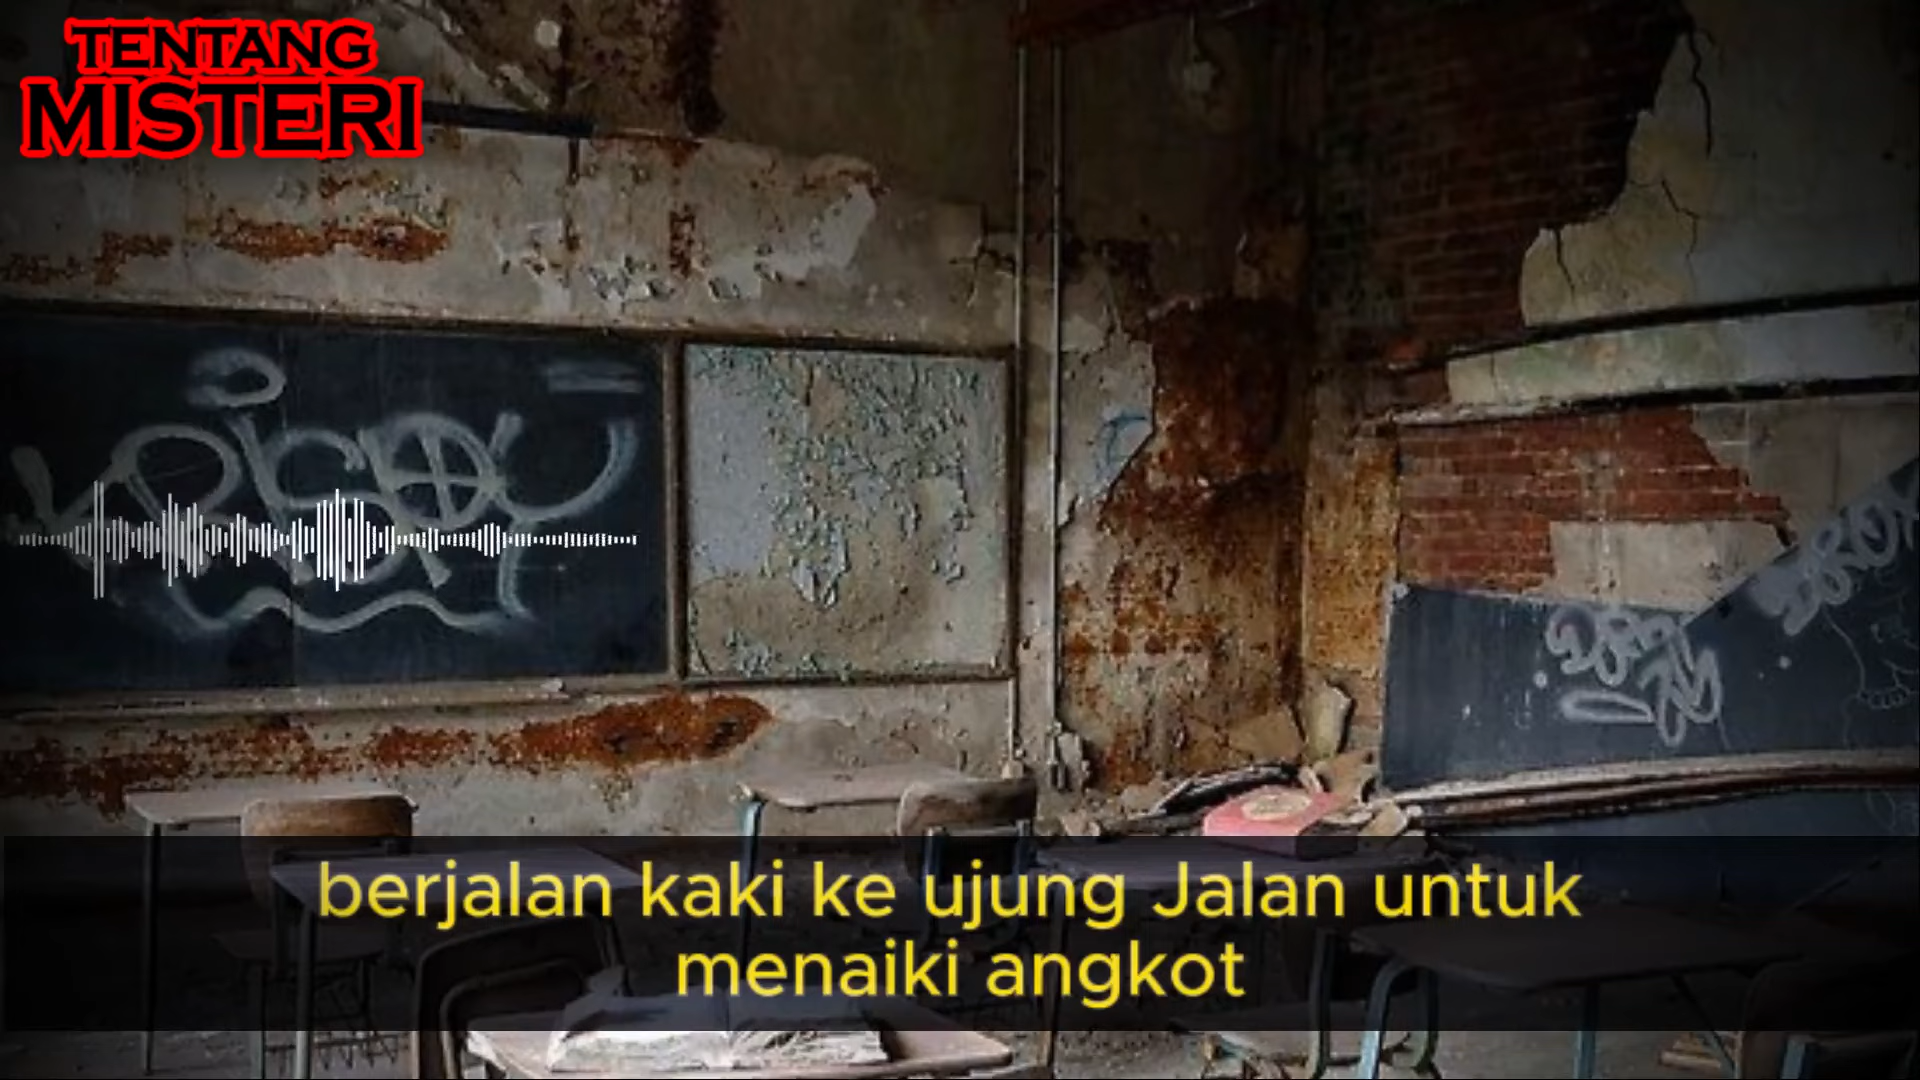 TENTANG
MISTERI
berjalan kaki ke ujung Jalan untuk
menaiki angkot